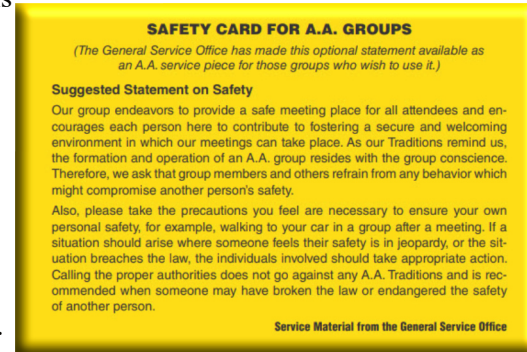 SAFETY CARD FOR A.A. GROUPS
(The General Service Office has made this optional statement available as
an A.A. service piece for those groups who wish to use it.)
Suggested Statement on Safety
Our group endeavors to provide a safe meeting place for all attendees and en-
courages each person here to contribute to fostering a secure and welcoming
environment in which our meetings can take place. As our Traditions remind us,
the formation and operation of an A.A. group resides with the group conscience.
Therefore, we ask that group members and others refrain from any behavior which
might compromise another person's safety.
Also, please take the precautions you feel are necessary to ensure your own
personal safety, for example, walking to your car in a group after a meeting. If a
situation should arise where someone feels their safety is in jeopardy, or the sit-
uation breaches the law, the individuals involved should take appropriate action.
Calling the proper authorities does not go against any A.A. Traditions and is rec-
ommended when someone may have broken the law or endangered the safety
of another person.
Service Material from the General Service Office